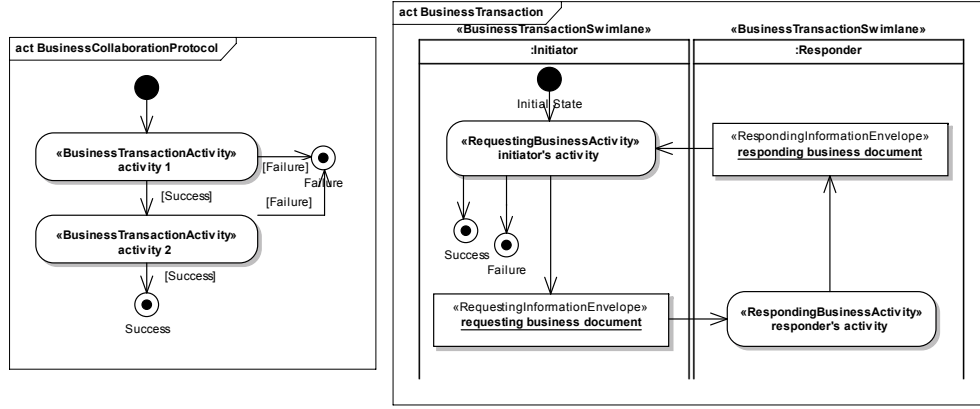 act BusinessCollaborationProtocol
«BusinessTransactionActivity»
activity 1
[Failure]
Failure
[Success]
[Failure]
«BusinessTransactionActivity»
activity 2
[Success]
Success
act BusinessTransaction
«BusinessTransactionSwimlane»
:Initiator
Initial State
«RequestingBusinessActivity»
initiator's activity
Success
Failure
«RequestingInformationEnvelope»
requesting business document
«BusinessTransactionSwimlane»
:Responder
«RespondingInformationEnvelope»
responding business document
«RespondingBusinessActivity»
responder's activity